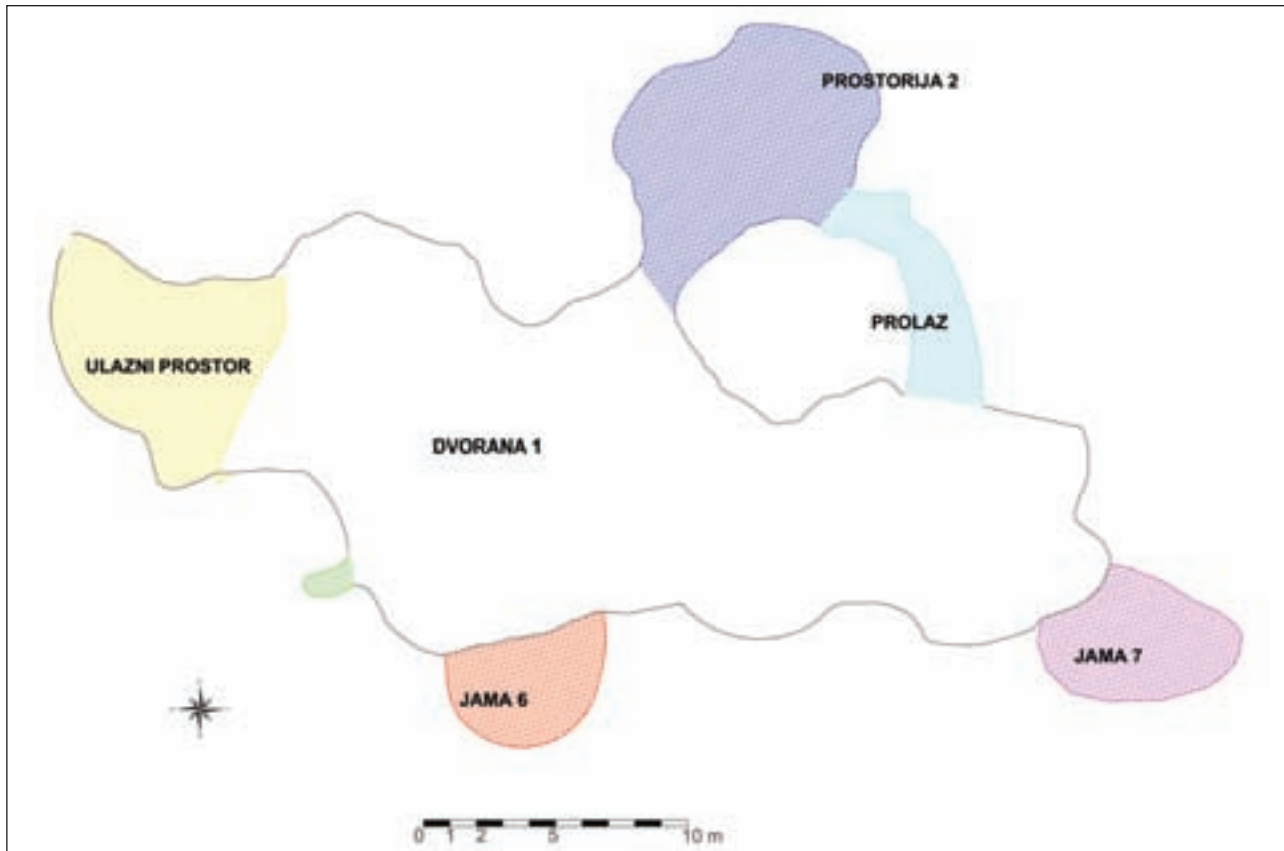 PROSTORIJA 2
PROLAZ
ULAZNI PROSTOR
DVORANA 1
JAMA 7
JAMA 6
0 1 2 5 10 m